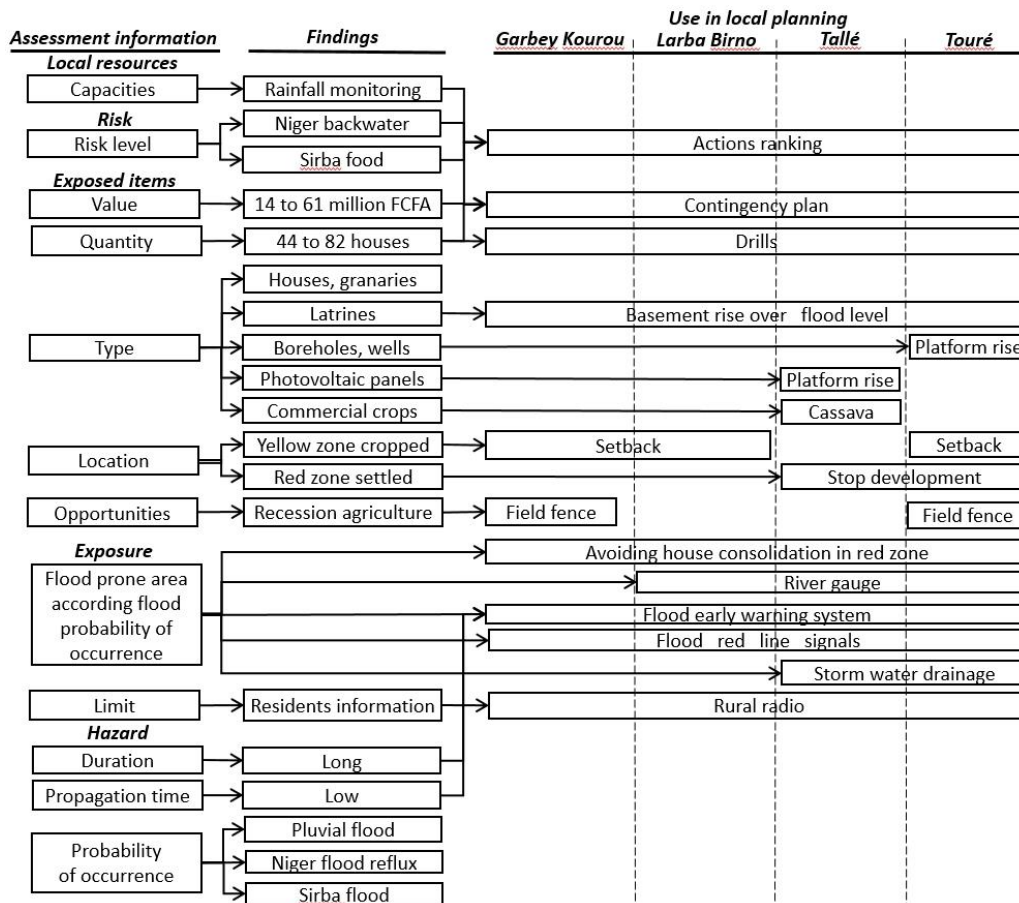 Use in local planning
Assessment information Findings Garbey Kourou Larba Birno Tallé Touré
Local resources
Capacities Rainfall monitoring
Risk
Risk level
Niger backwater
Sirba food
Actions ranking
Exposed items
Value 14 to 61 million FCFA Contingency plan
Quantity 44 to 82 houses Drills
Type
Houses, granaries
Latrines Basement rise over flood level
Boreholes, wells Platform rise
Photovoltaic panels Platform rise
Commercial crops Cassava
Location
Yellow zone cropped Setback Setback
Red zone settled Stop development
Opportunities Recession agriculture Field fence Field fence
Exposure
Flood prone area
according flood
probability of
occurrence
Avoiding house consolidation in red zone
River gauge
Flood early warning system
Flood red line signals
Storm water drainage
Limit Residents information Rural radio
Hazard
Duration Long
Propagation time Low
Probability
of occurrence
Pluvial flood
Niger flood reflux
Sirba flood